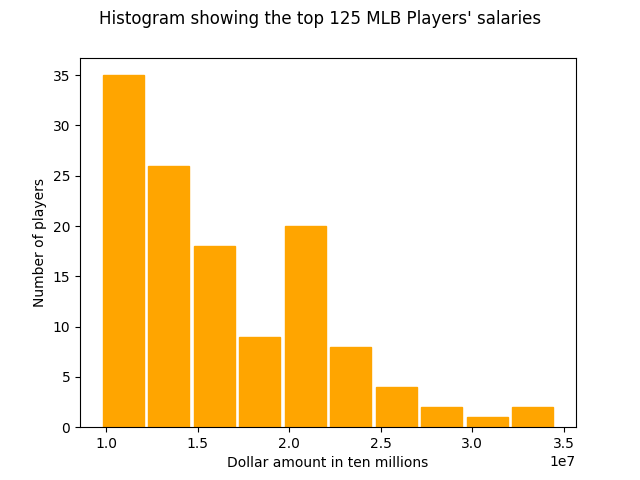 Histogram showing the top 125 MLB Players' salaries
35
30
25
20
15
10
5
0
Number of players
1.0 1.5 2.0 2.5 3.0 3.5
1e7
Dollar amount in ten millions